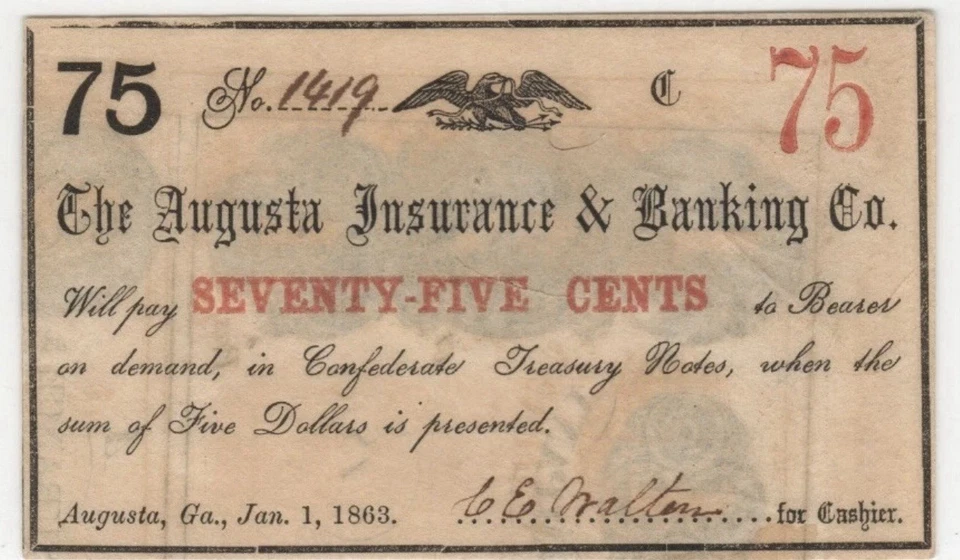 75 No. 1419 C 75
The Augusta Insurance & Banking Co.
Will pay SEVENTY-FIVE CENTS to Bearer
on demand, in Confederate Treasury Notes, when the
sum of Five Dollars is presented.
Augusta, Ga., Jan. 1, 1863. C E Walton for Cashier.